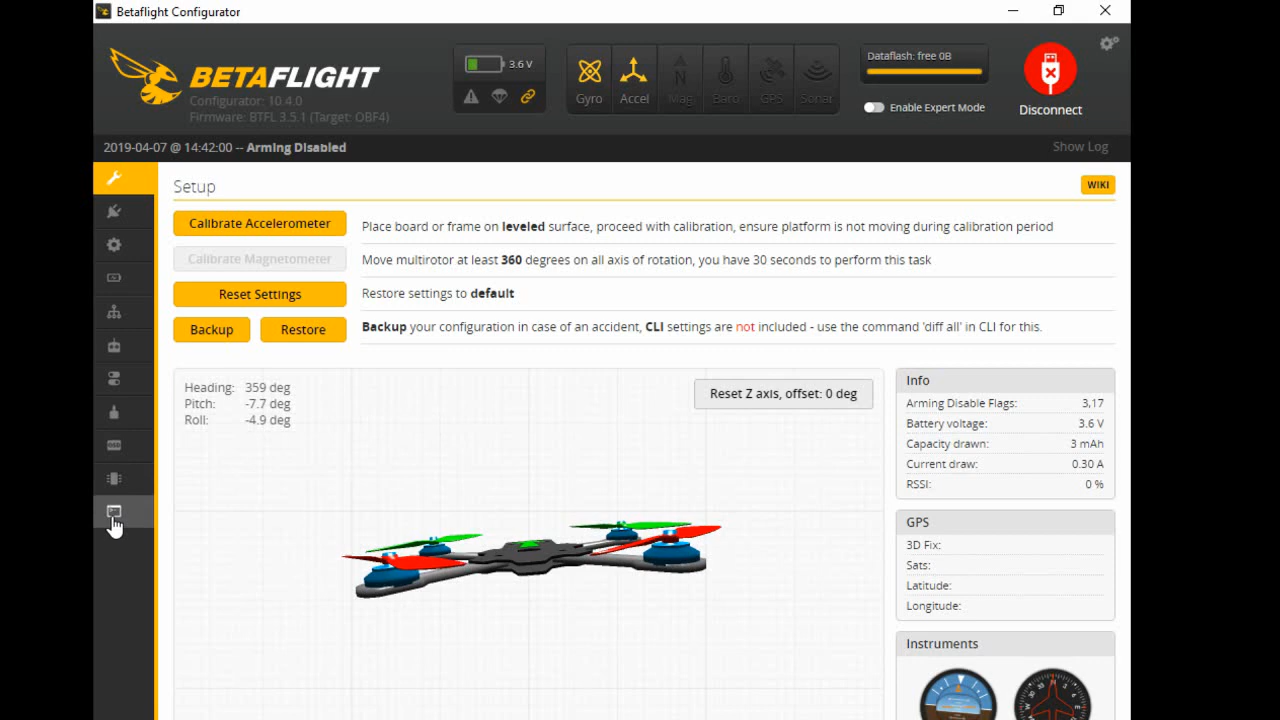 Betaflight Configurator
BETAFLIGHT
Configurator: 10.4.0
Firmware: BTFL 3.5.1 (Target: OBF4)
3.6 V
Gyro
Accel
Mag
Baro
GPS
Sonar
Dataflash: free 0B
Enable Expert Mode
Disconnect
2019-04-07 @ 14:42:00 -- Arming Disabled
Show Log
Setup
WIKI
Calibrate Accelerometer
Place board or frame on leveled surface, proceed with calibration, ensure platform is not moving during calibration period
Calibrate Magnetometer
Move multirotor at least 360 degrees on all axis of rotation, you have 30 seconds to perform this task
Reset Settings
Restore settings to default
Backup
Restore
Backup your configuration in case of an accident, CLI settings are not included - use the command 'diff all' in CLI for this.
Heading: 359 deg
Pitch: -7.7 deg
Roll: -4.9 deg
Reset Z axis, offset: 0 deg
Info
Arming Disable Flags: 3,17
Battery voltage: 3.6 V
Capacity drawn: 3 mAh
Current draw: 0.30 A
RSSI: 0 %
GPS
3D Fix:
Sats:
Latitude:
Longitude:
Instruments